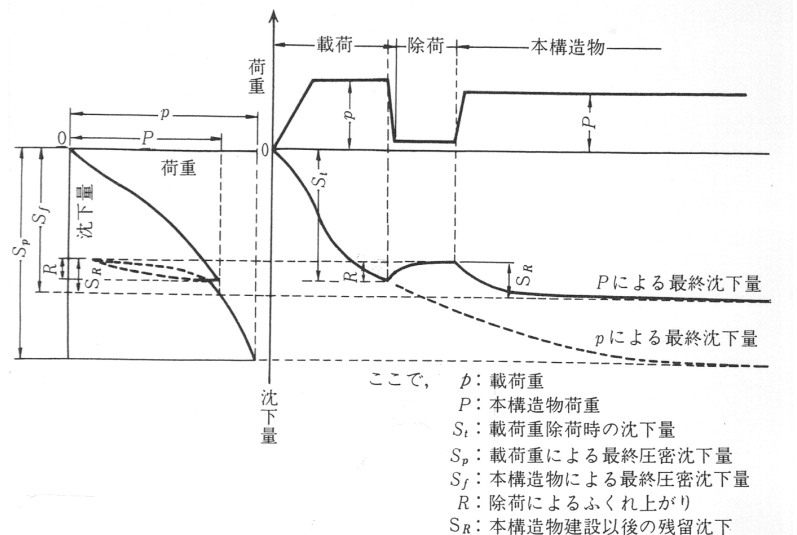 載荷
除荷
本構造物
荷重
p
P
p
P
0
荷重
0
沈下量
S_p
S_f
R
S_R
S_t
R
S_R
Pによる最終沈下量
pによる最終沈下量
沈下量
ここで, p：載荷重
P：本構造物荷重
S_t：載荷重除荷時の沈下量
S_p：載荷重による最終圧密沈下量
S_f：本構造物による最終圧密沈下量
R：除荷によるふくれ上がり
S_R：本構造物建設以後の残留沈下